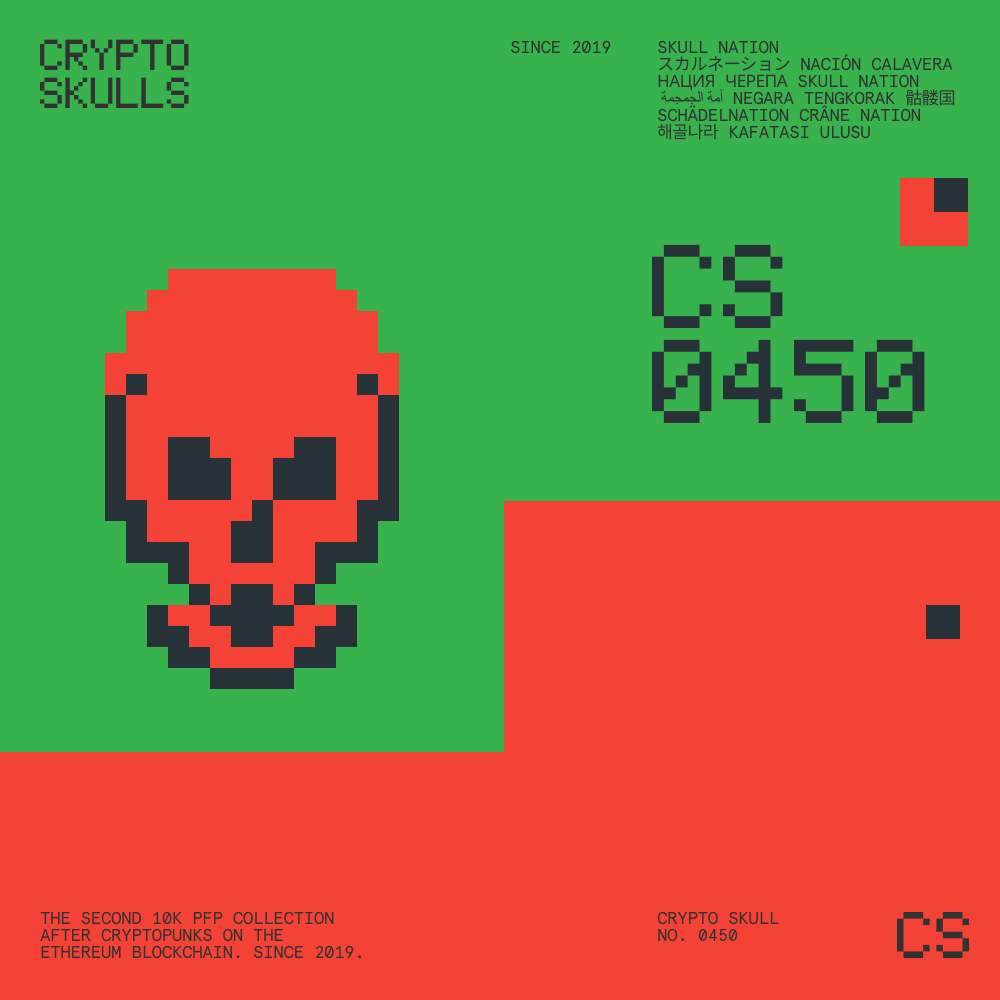 CRYPTO
SKULLS
SINCE 2019
SKULL NATION
スカルネーション NACIÓN CALAVERA
НАЦИЯ ЧЕРЕПА SKULL NATION
أمة الجمجمة NEGARA TENGKORAK 骷髅国
SCHÄDELNATION CRÂNE NATION
해골나라 KAFATASI ULUSU
CS
0450
THE SECOND 10K PFP COLLECTION
AFTER CRYPTOPUNKS ON THE
ETHEREUM BLOCKCHAIN. SINCE 2019.
CRYPTO SKULL
NO. 0450
CS